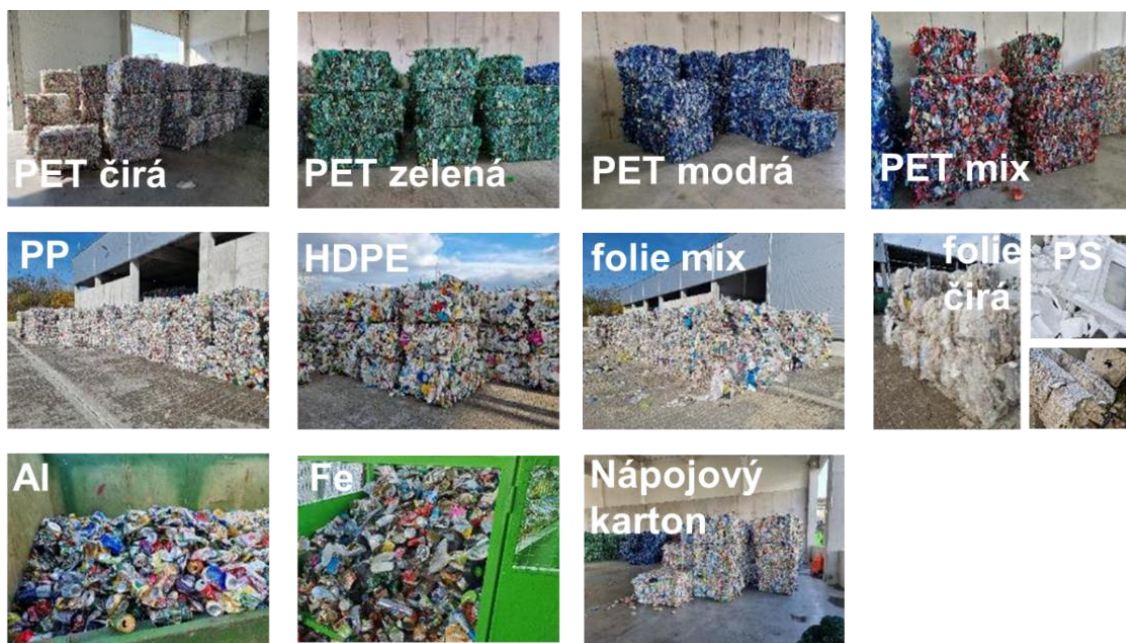 PET čirá
PET zelená
PET modrá
PET mix
PP
HDPE
folie mix
folie
čirá
PS
Al
Fe
Nápojový
karton